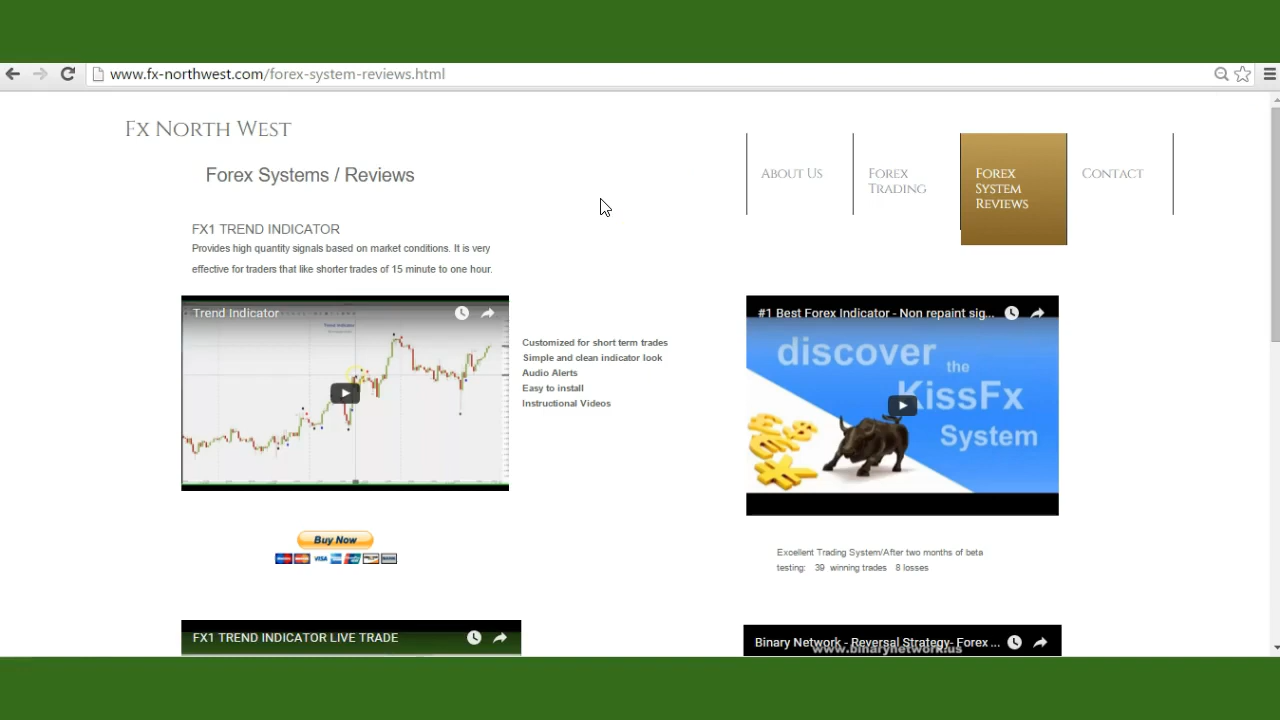 www.fx-northwest.com/forex-system-reviews.html
Fx North West
About Us
Forex Trading
Forex System Reviews
Contact
Forex Systems / Reviews
FX1 TREND INDICATOR
Provides high quantity signals based on market conditions. It is very
effective for traders that like shorter trades of 15 minute to one hour.
Trend Indicator
Customized for short term trades
Simple and clean indicator look
Audio Alerts
Easy to install
Instructional Videos
#1 Best Forex Indicator - Non repaint sig...
discover
the
KissFx
System
Buy Now
VISA
Excellent Trading System/After two months of beta
testing: 39 winning trades 8 losses
FX1 TREND INDICATOR LIVE TRADE
Binary Network - Reversal Strategy- Forex ...
www.binarynetwork.us